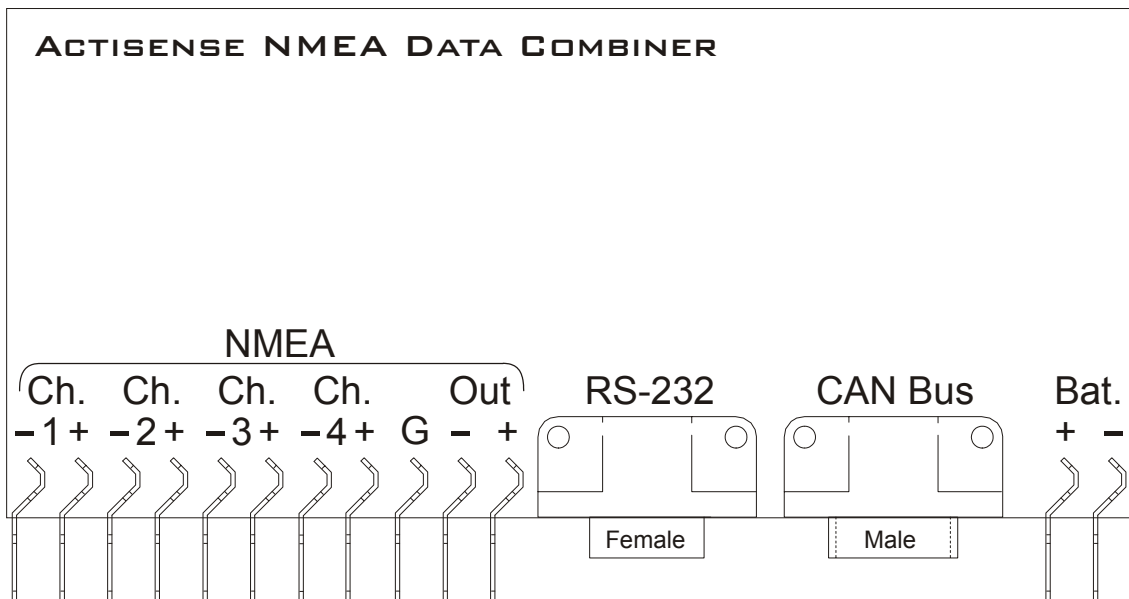 ACTISENSE NMEA DATA COMBINER
NMEA
Ch. Ch. Ch. Ch. Out RS-232 CAN Bus Bat.
-1+ -2+ -3+ -4+ G - + + -
Female Male